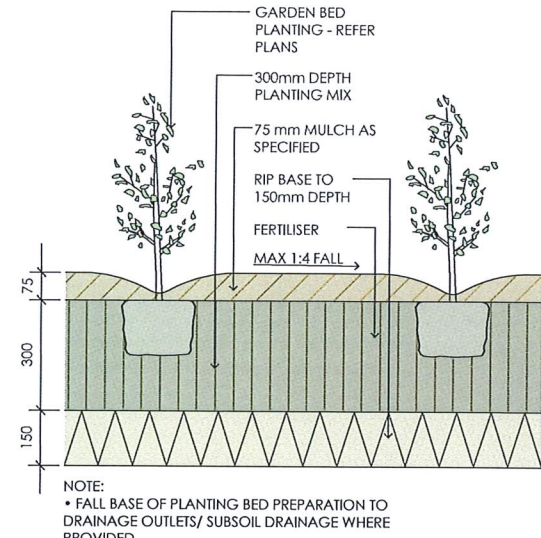 GARDEN BED
PLANTING - REFER
PLANS
300mm DEPTH
PLANTING MIX
75 mm MULCH AS
SPECIFIED
RIP BASE TO
150mm DEPTH
FERTILISER
MAX 1:4 FALL
75
300
150
NOTE:
• FALL BASE OF PLANTING BED PREPARATION TO
DRAINAGE OUTLETS/ SUBSOIL DRAINAGE WHERE
PROVIDED